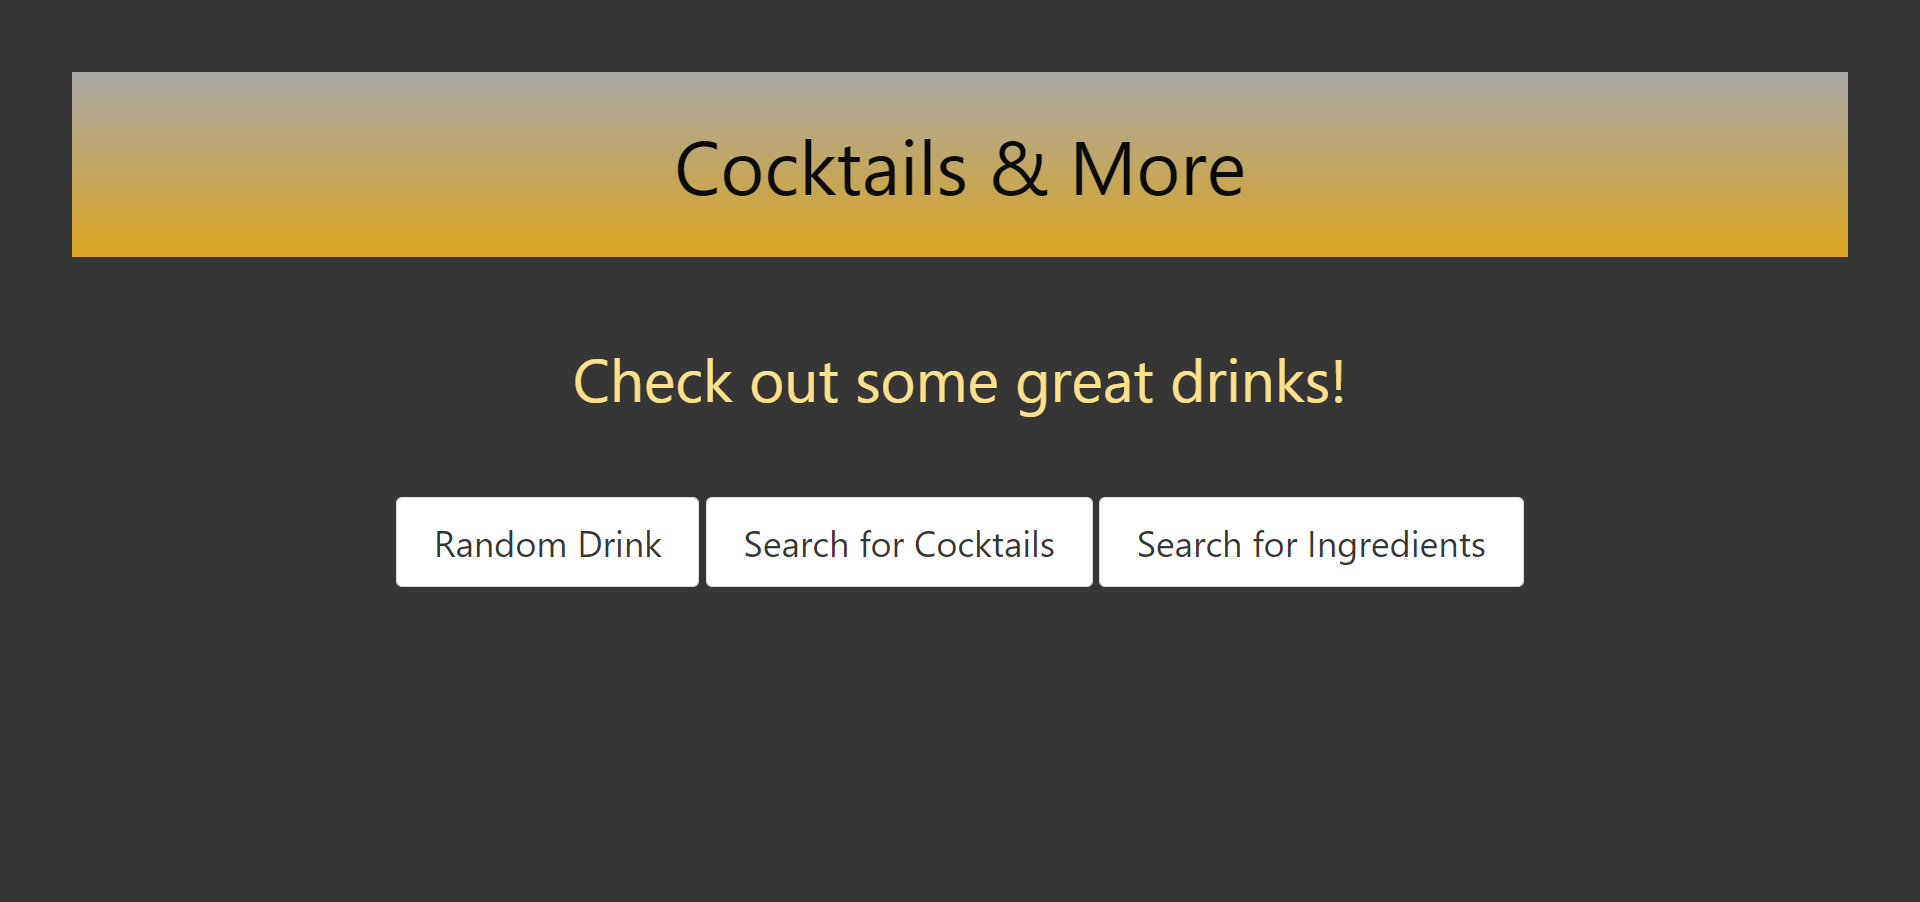 Cocktails & More
Check out some great drinks!
Random Drink Search for Cocktails Search for Ingredients